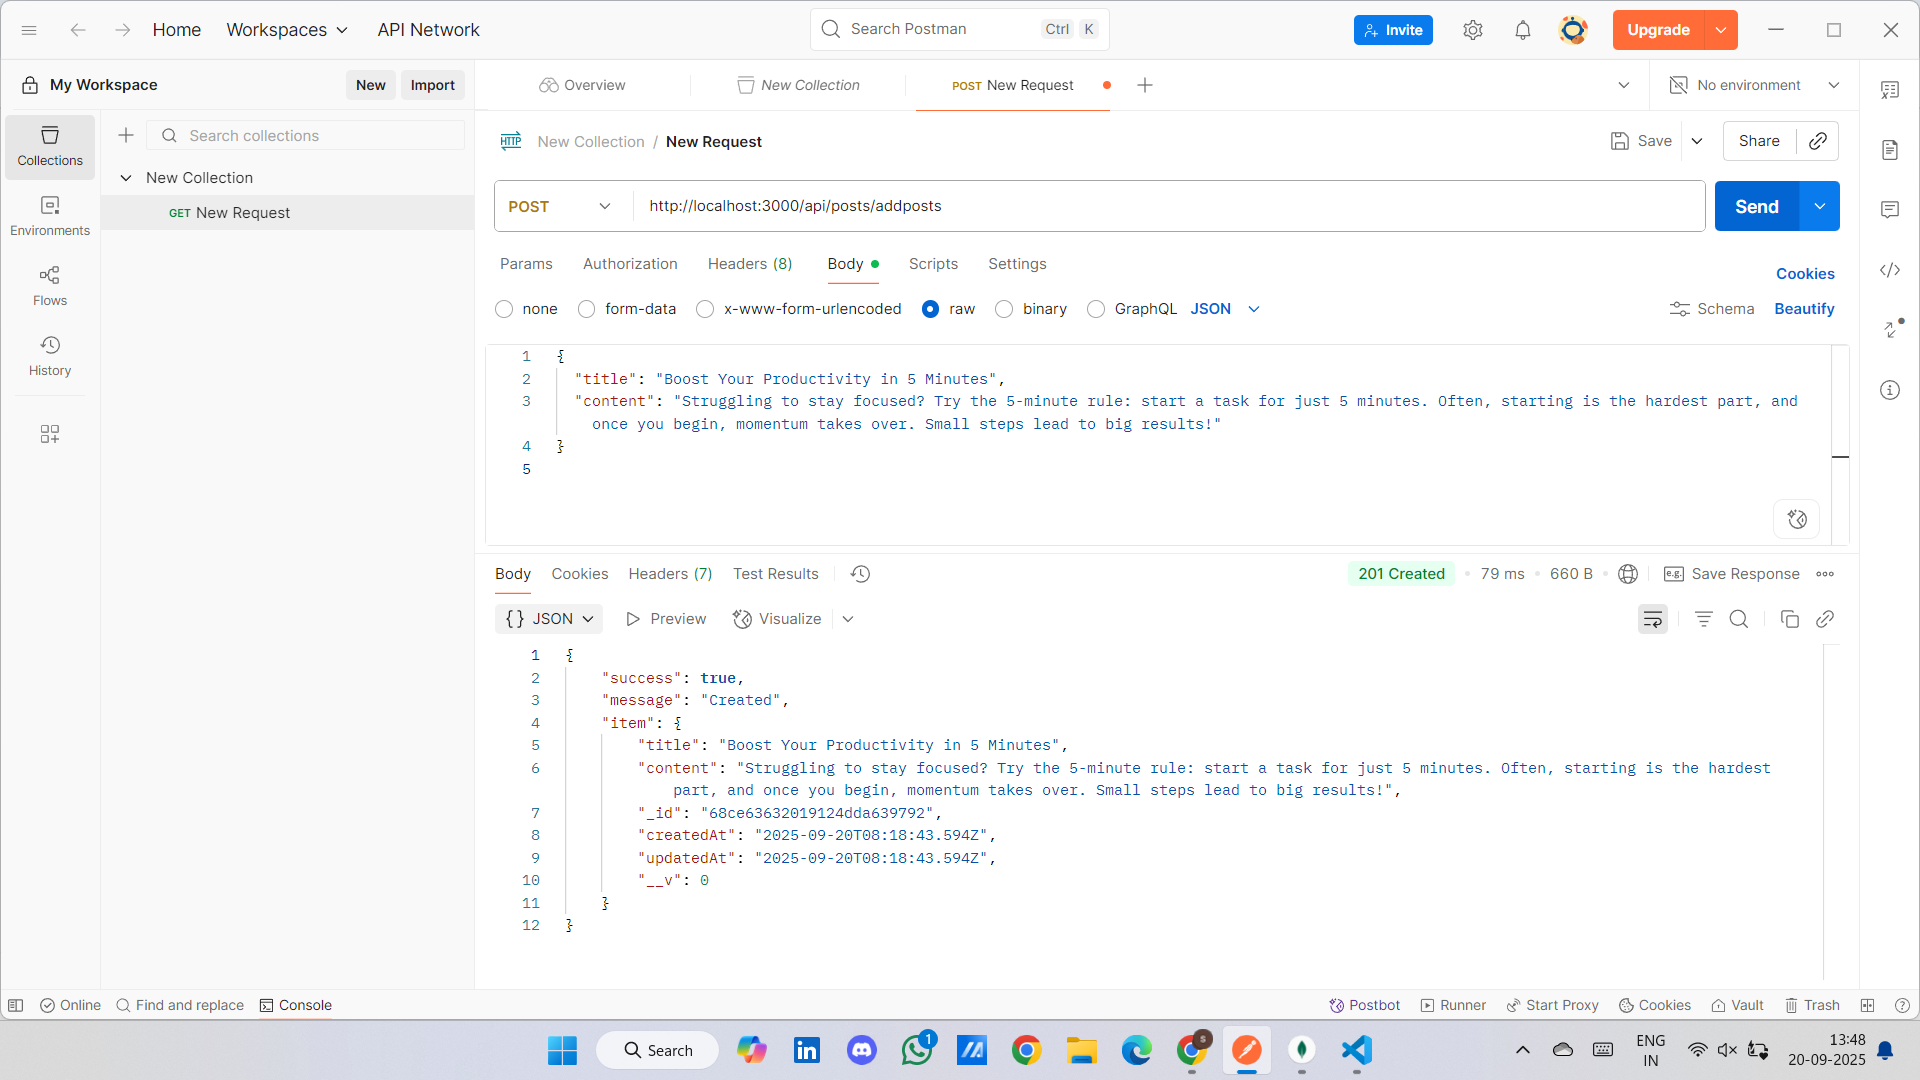 Home Workspaces API Network Search Postman Ctrl K Invite Upgrade
My Workspace New Import Overview New Collection POST New Request No environment
Collections
Search collections
New Collection / New Request Save Share
New Collection
GET New Request
Environments
Flows
History
POST http://localhost:3000/api/posts/addposts Send
Params Authorization Headers (8) Body Scripts Settings Cookies
none form-data x-www-form-urlencoded raw binary GraphQL JSON Schema Beautify
1 {
2 "title": "Boost Your Productivity in 5 Minutes",
3 "content": "Struggling to stay focused? Try the 5-minute rule: start a task for just 5 minutes. Often, starting is the hardest part, and
once you begin, momentum takes over. Small steps lead to big results!"
4 }
5
Body Cookies Headers (7) Test Results 201 Created 79 ms 660 B e.g. Save Response
{} JSON Preview Visualize
1 {
2 "success": true,
3 "message": "Created",
4 "item": {
5 "title": "Boost Your Productivity in 5 Minutes",
6 "content": "Struggling to stay focused? Try the 5-minute rule: start a task for just 5 minutes. Often, starting is the hardest
part, and once you begin, momentum takes over. Small steps lead to big results!",
7 "_id": "68ce63632019124dda639792",
8 "createdAt": "2025-09-20T08:18:43.594Z",
9 "updatedAt": "2025-09-20T08:18:43.594Z",
10 "__v": 0
11 }
12 }
Online Find and replace Console Postbot Runner Start Proxy Cookies Vault Trash
Search 1 S ENG 13:48
IN 20-09-2025